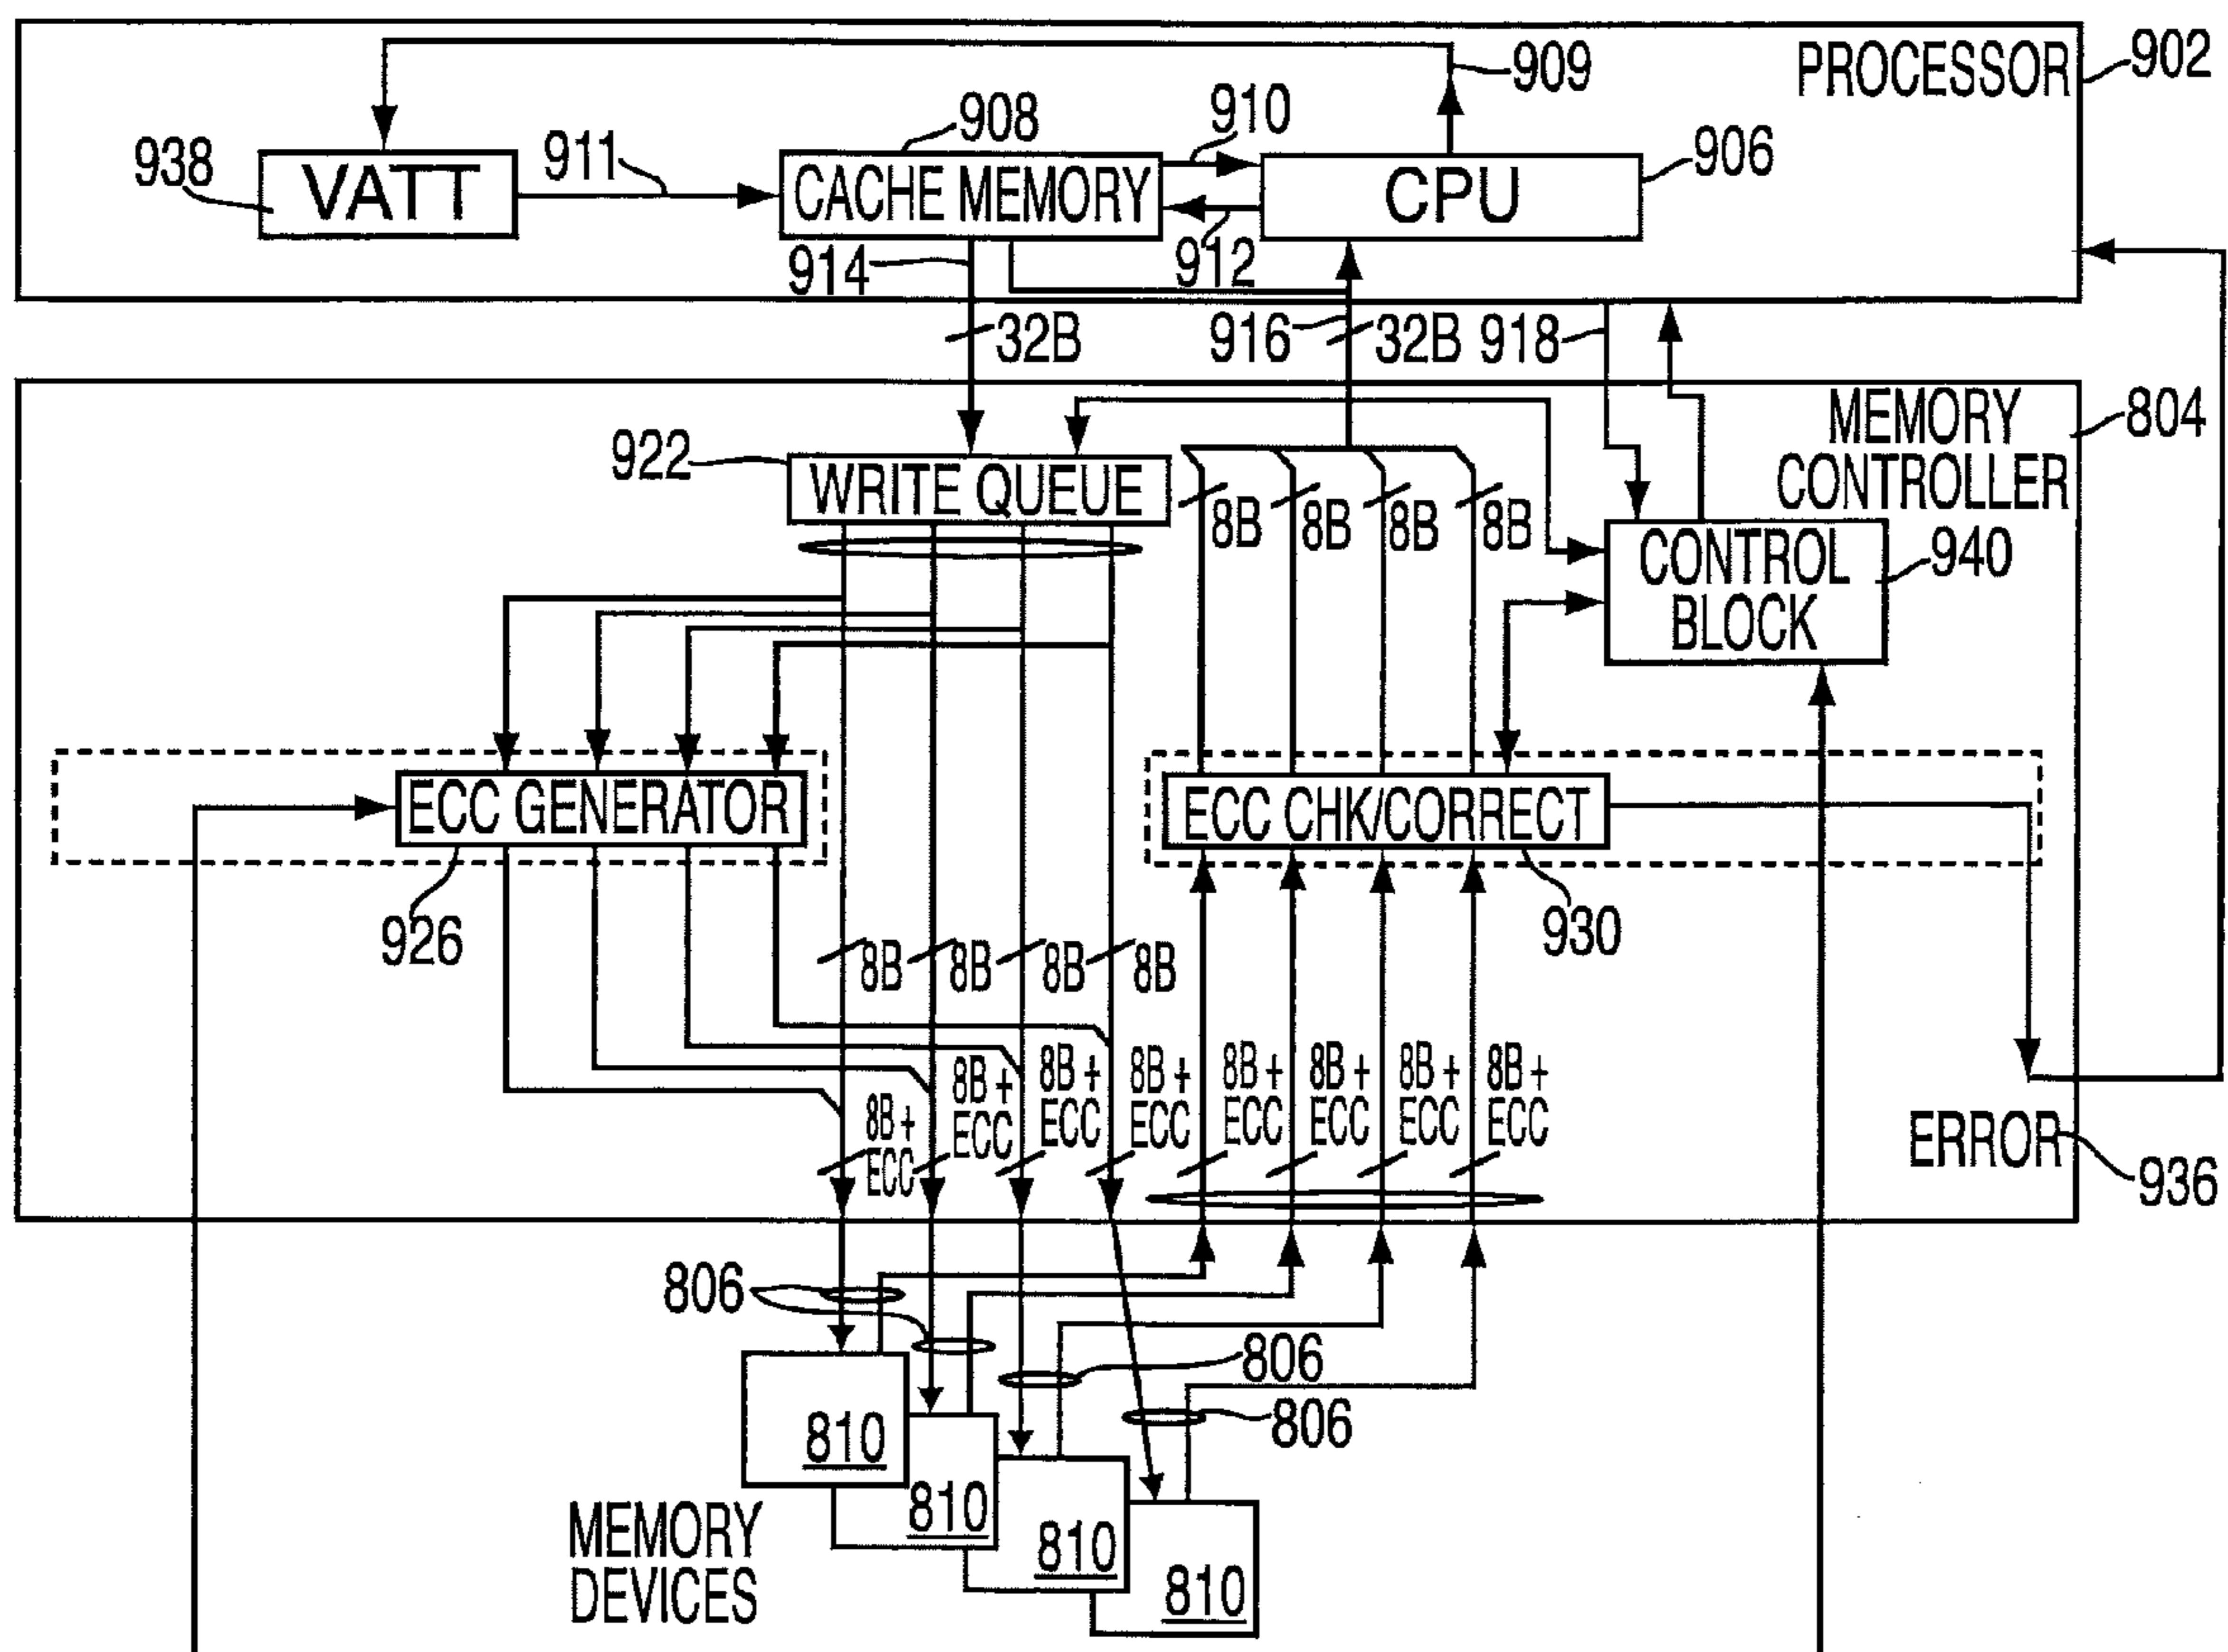 PROCESSOR
902
909
910
908
906
938
VATT
911
CACHE MEMORY
CPU
912
914
32B
916
32B
918
MEMORY
CONTROLLER
804
922
WRITE QUEUE
8B
8B
8B
8B
CONTROL
BLOCK
940
ECC GENERATOR
ECC CHK/CORRECT
926
930
8B
8B
8B
8B
8B +
ECC
8B +
ECC
8B +
ECC
8B +
ECC
8B +
ECC
8B +
ECC
8B +
ECC
8B +
ECC
ERROR
936
806
806
806
810
810
810
810
MEMORY
DEVICES